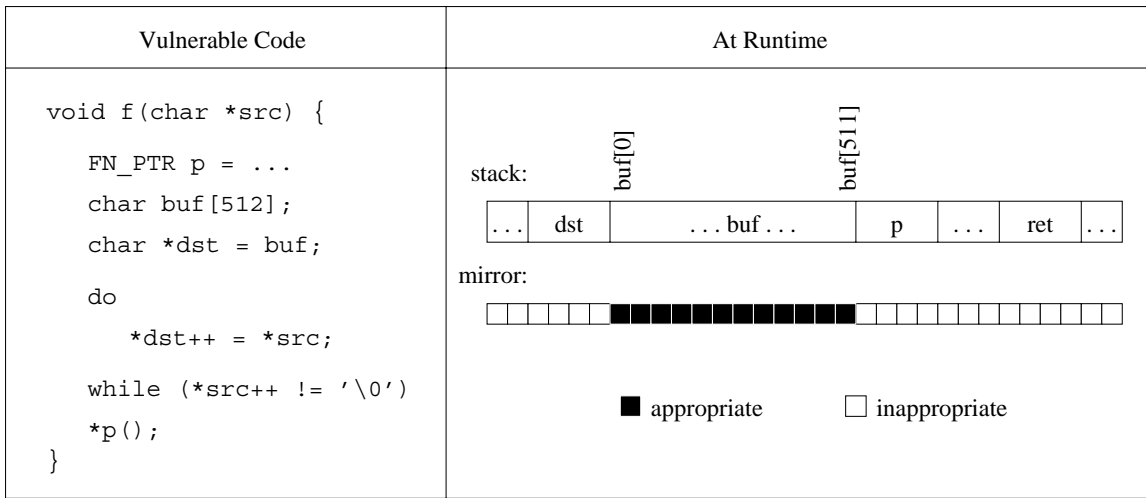 Vulnerable Code
At Runtime
void f(char *src) {
FN_PTR p = ...
char buf[512];
char *dst = buf;
do
*dst++ = *src;
while (*src++ != '\0')
*p();
}
buf[0]
buf[511]
stack:
... dst ... buf ... p ... ret ...
mirror:
appropriate inappropriate